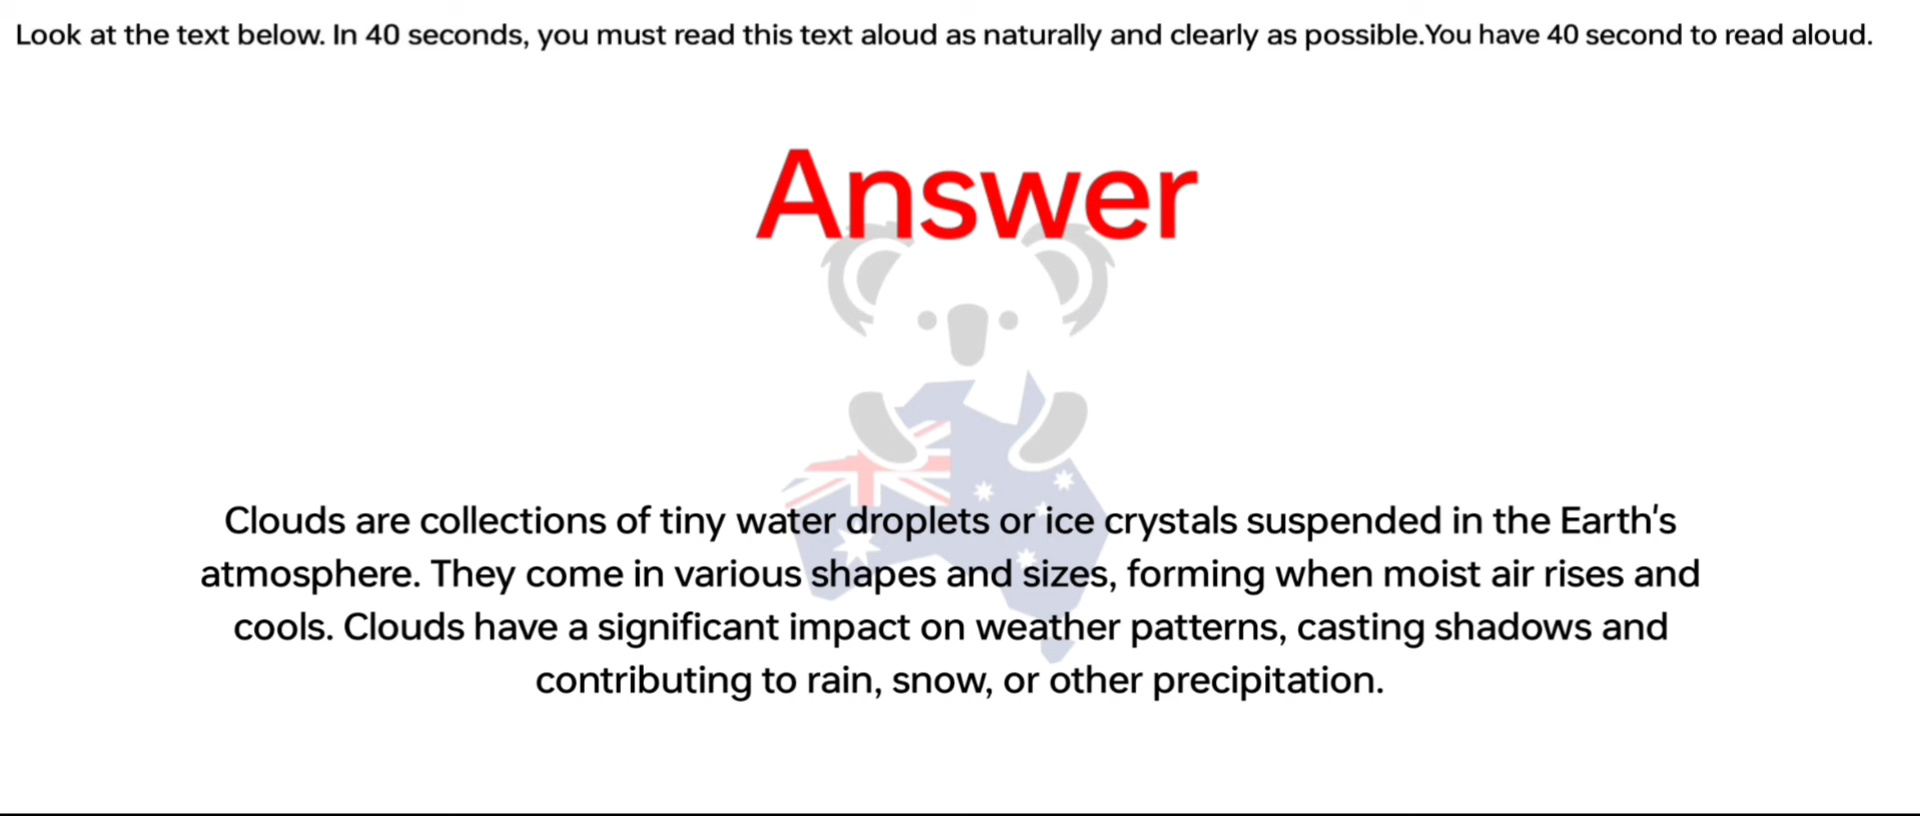 Look at the text below. In 40 seconds, you must read this text aloud as naturally and clearly as possible.You have 40 second to read aloud.
Answer
Clouds are collections of tiny water droplets or ice crystals suspended in the Earth's
atmosphere. They come in various shapes and sizes, forming when moist air rises and
cools. Clouds have a significant impact on weather patterns, casting shadows and
contributing to rain, snow, or other precipitation.